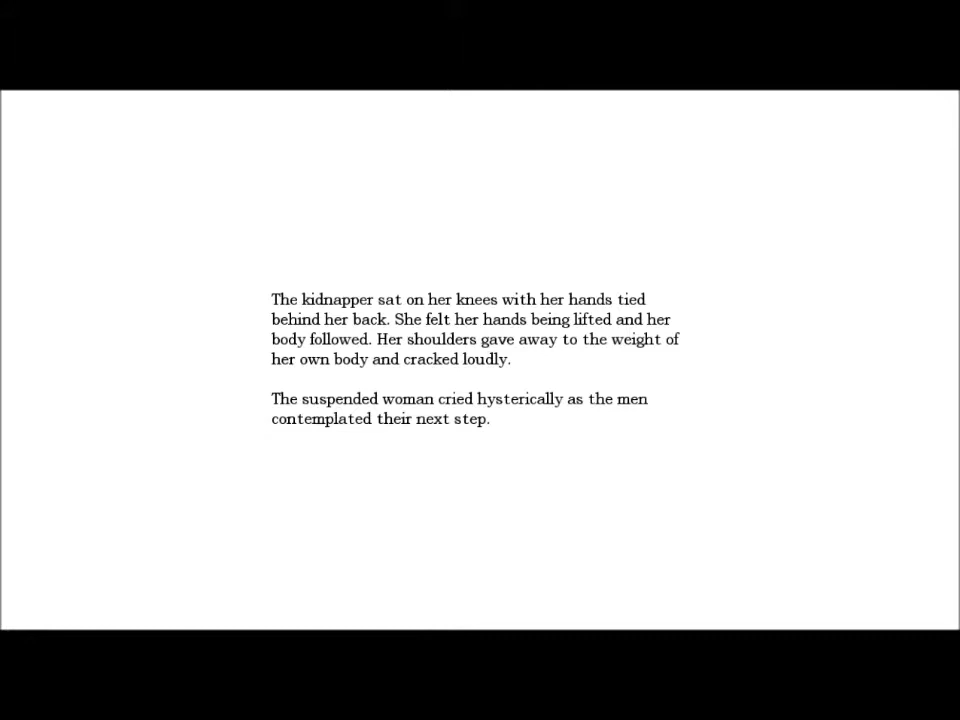 The kidnapper sat on her knees with her hands tied
behind her back. She felt her hands being lifted and her
body followed. Her shoulders gave away to the weight of
her own body and cracked loudly.
The suspended woman cried hysterically as the men
contemplated their next step.